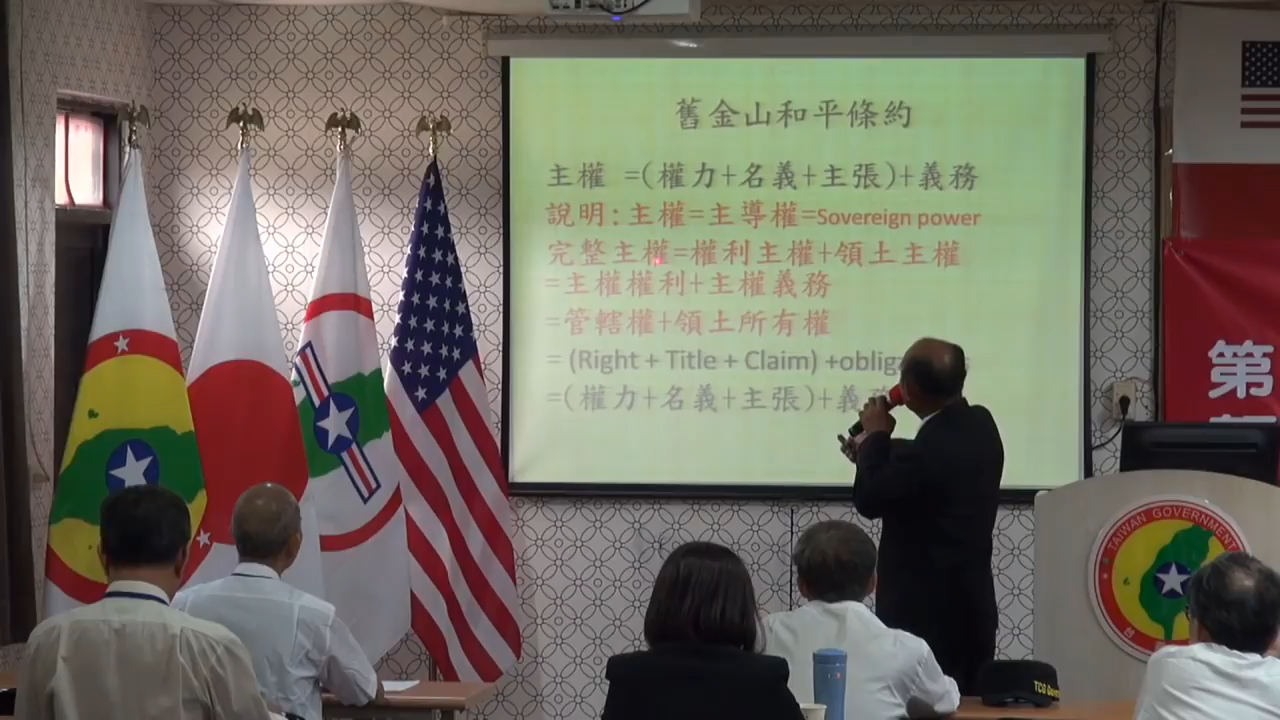 舊金山和平條約
主權 =(權力+名義+主張)+義務
說明:主權=主導權=Sovereign power
完整主權=權利主權+領土主權
=主權權利+主權義務
=管轄權+領土所有權
= (Right + Title + Claim) +oblig
=(權力+名義+主張)+義
第
TAIWAN GOVERNMENT
TCG